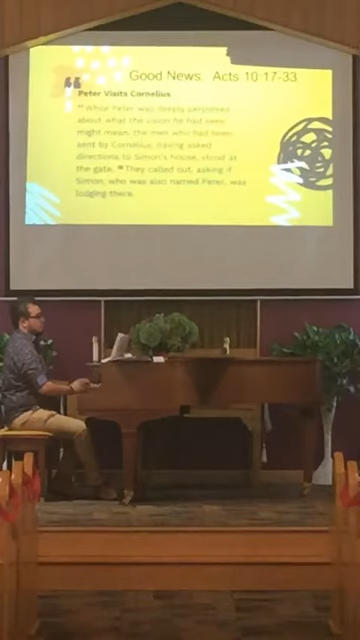 Good News: Acts 10:17-33
Peter Visits Cornelius
17 While Peter was deeply perplexed
about what the vision he had seen
might mean, the men who had been
sent by Cornelius, having asked
directions to Simon's house, stood at
the gate. 18 They called out, asking if
Simon, who was also named Peter, was
lodging there.